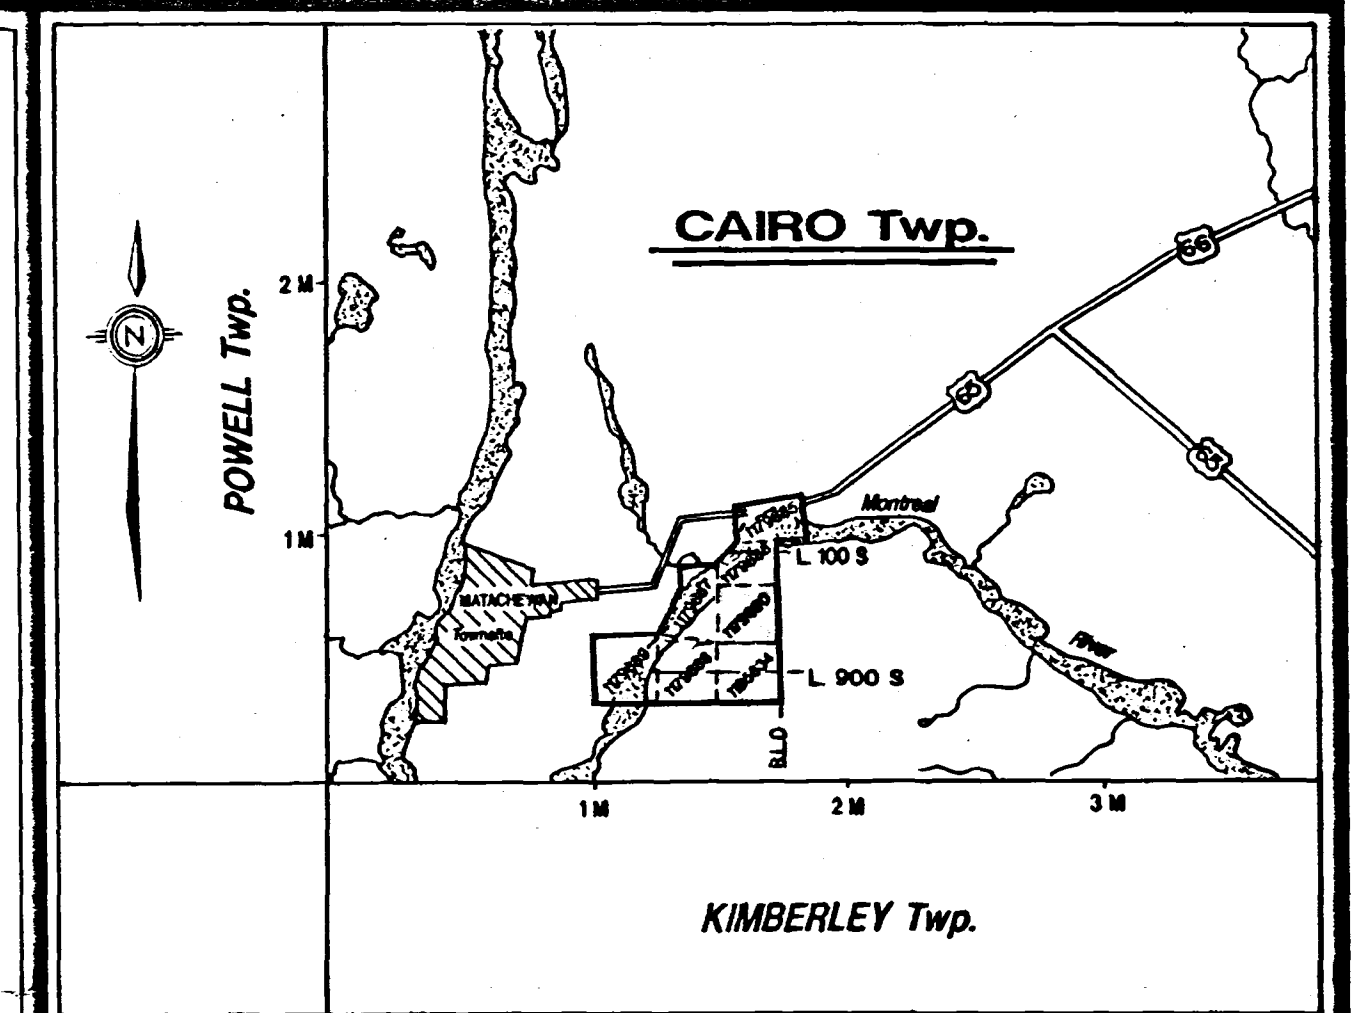 CAIRO Twp.
66
2 M
N
POWELL Twp.
65
65
Montreal
1 M
L 100 S
MATACHEWAN
Townsite
River
L 900 S
B.L.O
1 M
2 M
3 M
KIMBERLEY Twp.